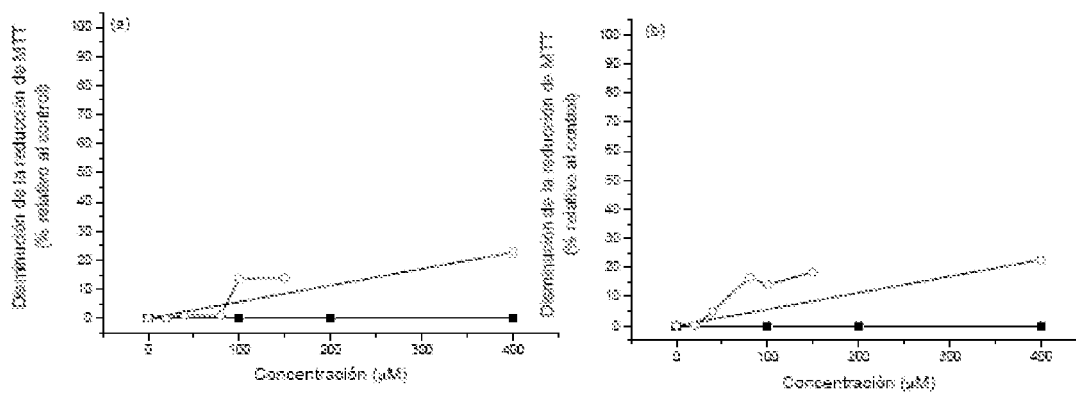 (a)
Disminución de la reducción de MTT
(% relativo al control)
100
90
80
70
60
50
40
30
20
10
0
0 100 200 300 400
Concentración (µM)
(b)
Disminución de la reducción de MTT
(% relativo al control)
100
90
80
70
60
50
40
30
20
10
0
0 100 200 300 400
Concentración (µM)